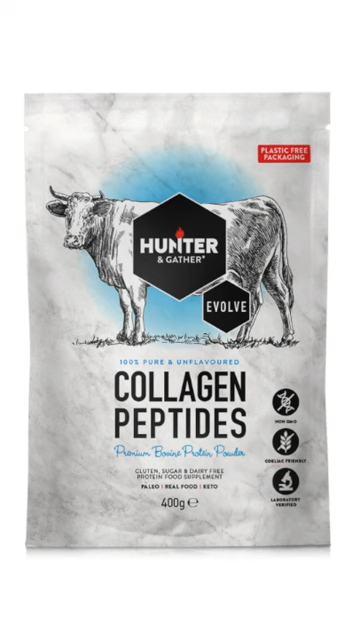 PLASTIC FREE
PACKAGING
HUNTER
& GATHER®
EVOLVE
100% PURE & UNFLAVOURED
COLLAGEN
PEPTIDES
Premium Bovine Protein Powder
GLUTEN, SUGAR & DAIRY FREE
PROTEIN FOOD SUPPLEMENT
PALEO | REAL FOOD | KETO
400g ℮
NON GMO
COELIAC FRIENDLY
LABORATORY
VERIFIED